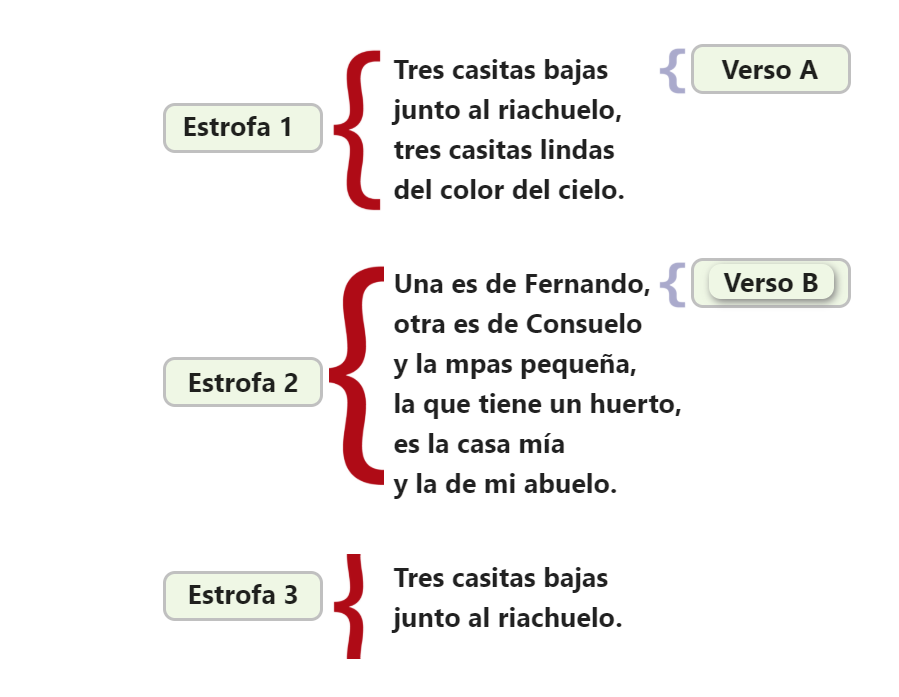 Estrofa 1
Tres casitas bajas
Verso A
junto al riachuelo,
tres casitas lindas
del color del cielo.
Estrofa 2
Una es de Fernando,
Verso B
otra es de Consuelo
y la mpas pequeña,
la que tiene un huerto,
es la casa mía
y la de mi abuelo.
Estrofa 3
Tres casitas bajas
junto al riachuelo.